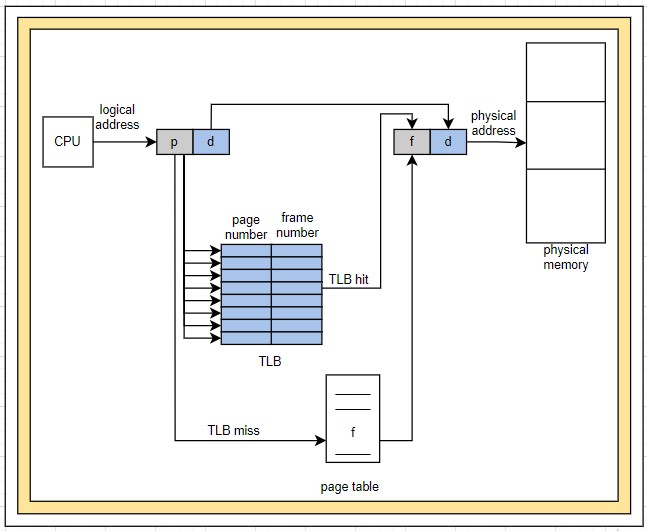 logical
address
CPU
p
d
f
d
physical
address
physical
memory
page
number
frame
number
TLB hit
TLB
TLB miss
f
page table